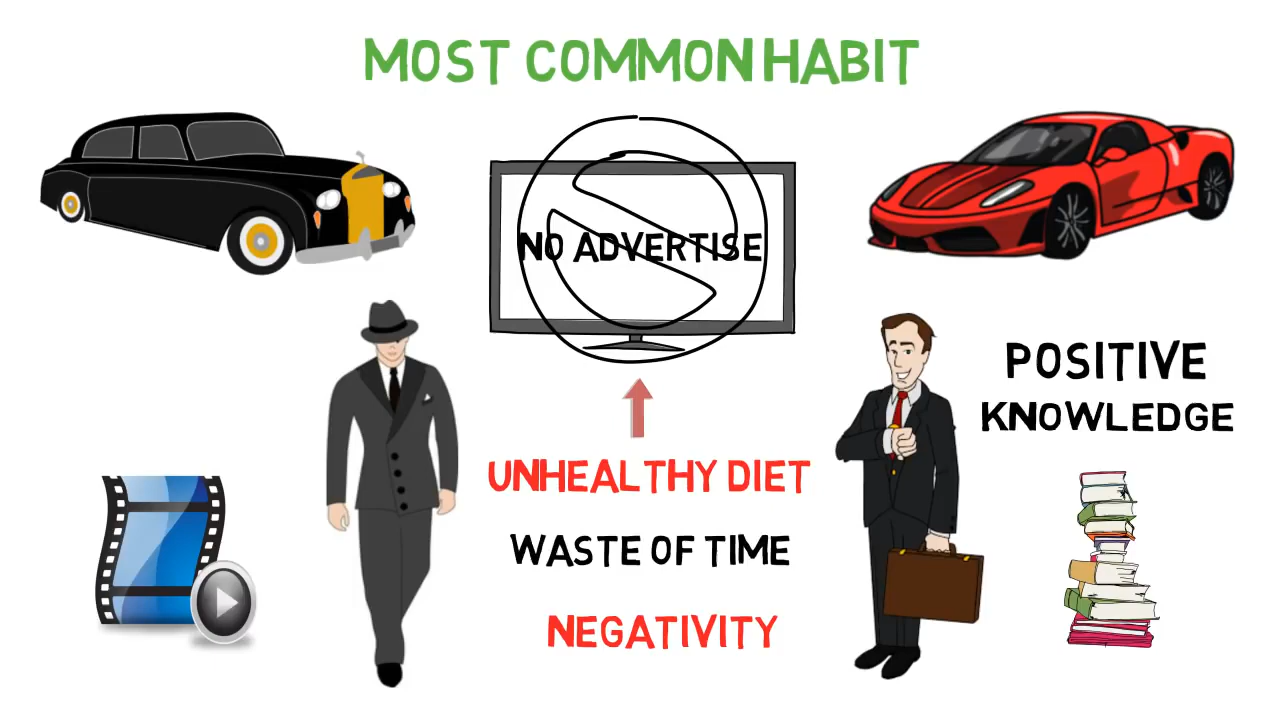 MOST COMMON HABIT
NO ADVERTISE
POSITIVE
KNOWLEDGE
UNHEALTHY DIET
WASTE OF TIME
NEGATIVITY